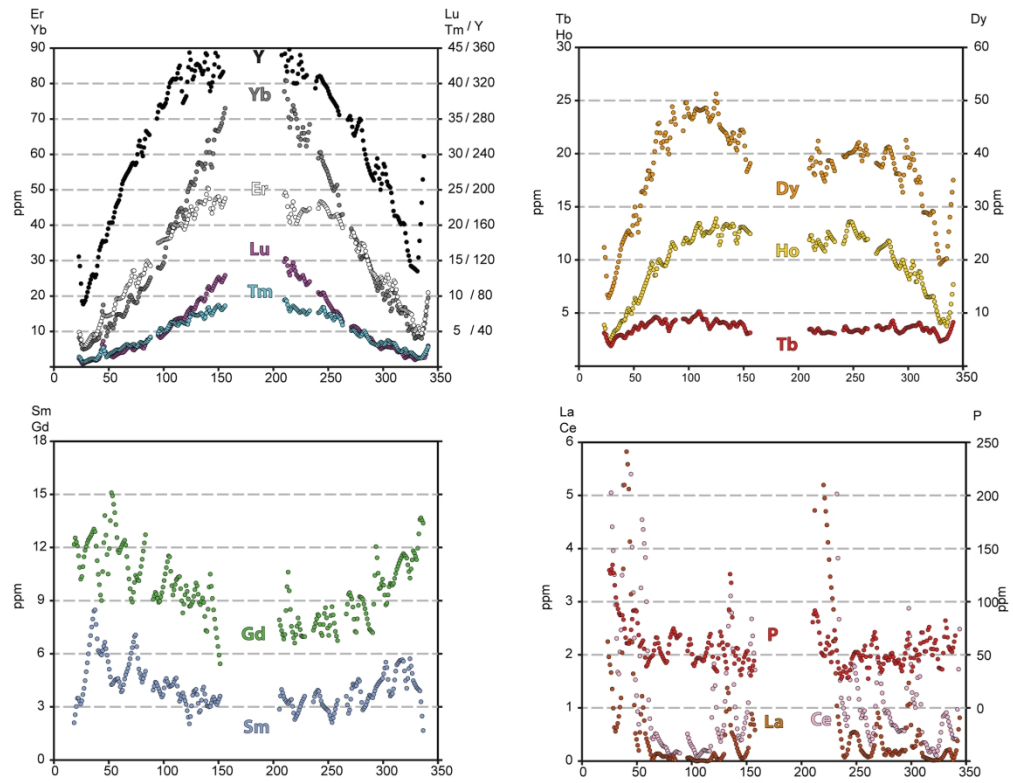 Er
Yb
Lu
Tm / Y
90
80
70
60
50
40
30
20
10
ppm
45 / 360
40 / 320
35 / 280
30 / 240
25 / 200
20 / 160
15 / 120
10 / 80
5 / 40
Y
Yb
Er
Lu
Tm
0 50 100 150 200 250 300 350
Tb
Ho
Dy
30
25
20
15
10
5
ppm
60
50
40
30
20
10
ppm
Dy
Ho
Tb
0 50 100 150 200 250 300 350
Sm
Gd
18
15
12
9
6
3
0
ppm
Gd
Sm
0 50 100 150 200 250 300 350
La
Ce
P
6
5
4
3
2
1
0
ppm
250
200
150
100
50
0
ppm
P
La
Ce
0 50 100 150 200 250 300 350